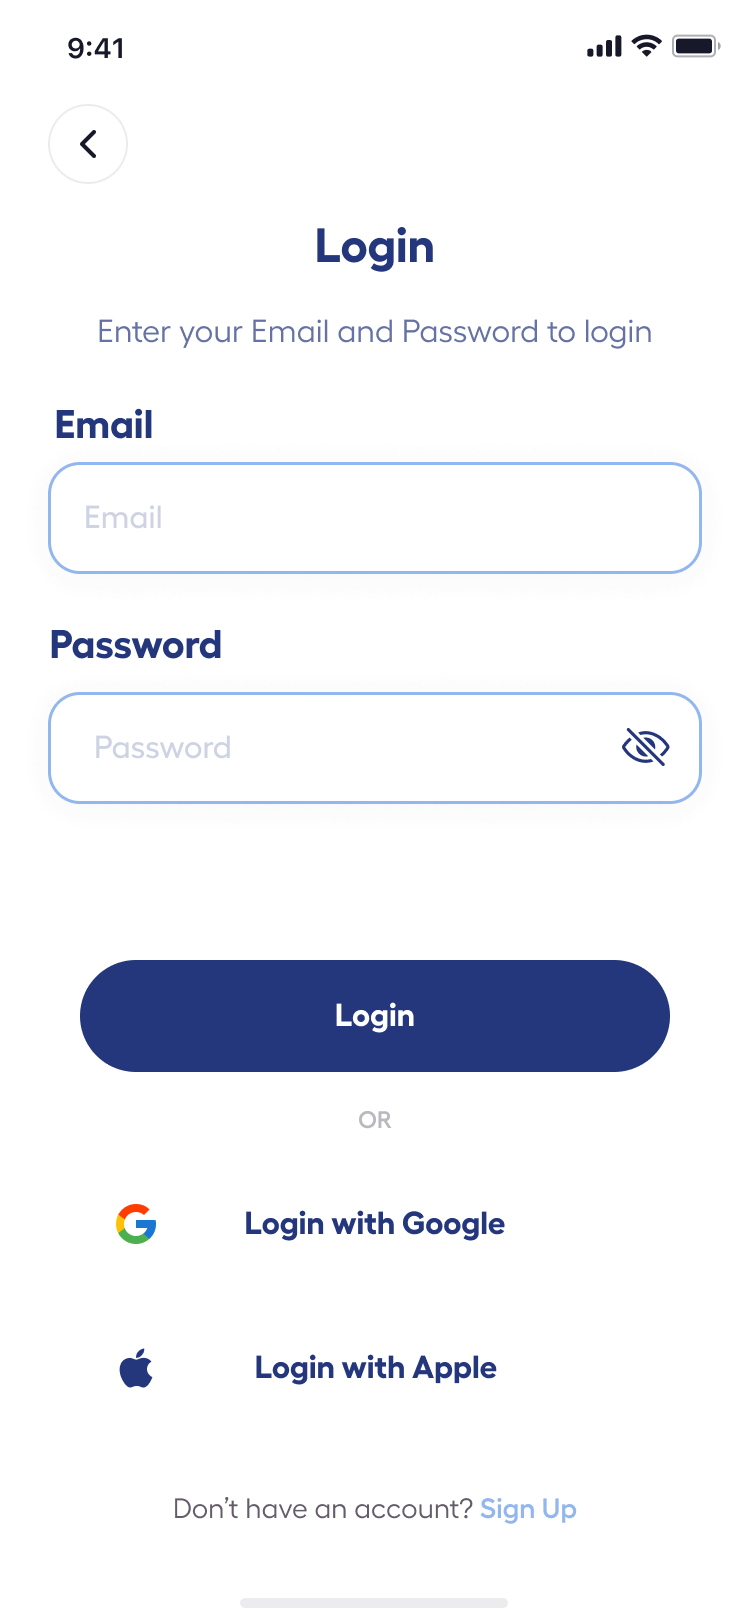 9:41
Login
Enter your Email and Password to login
Email
Email
Password
Password
Login
OR
Login with Google
Login with Apple
Don’t have an account? Sign Up